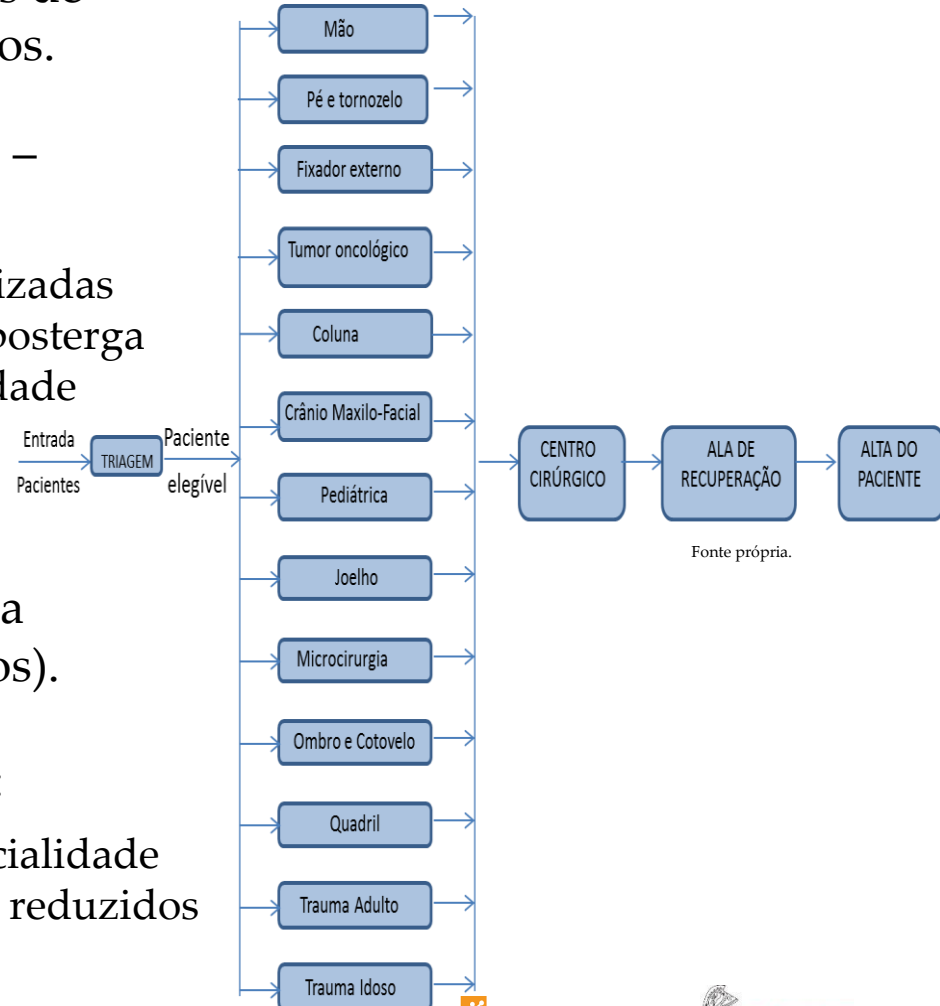 os.
–
izadas
posterga
dade
a
os).
:
cialidade
reduzidos
Entrada
Pacientes
TRIAGEM
Paciente
elegível
Mão
Pé e tornozelo
Fixador externo
Tumor oncológico
Coluna
Crânio Maxilo-Facial
Pediátrica
Joelho
Microcirurgia
Ombro e Cotovelo
Quadril
Trauma Adulto
Trauma Idoso
CENTRO
CIRÚRGICO
ALA DE
RECUPERAÇÃO
ALTA DO
PACIENTE
Fonte própria.